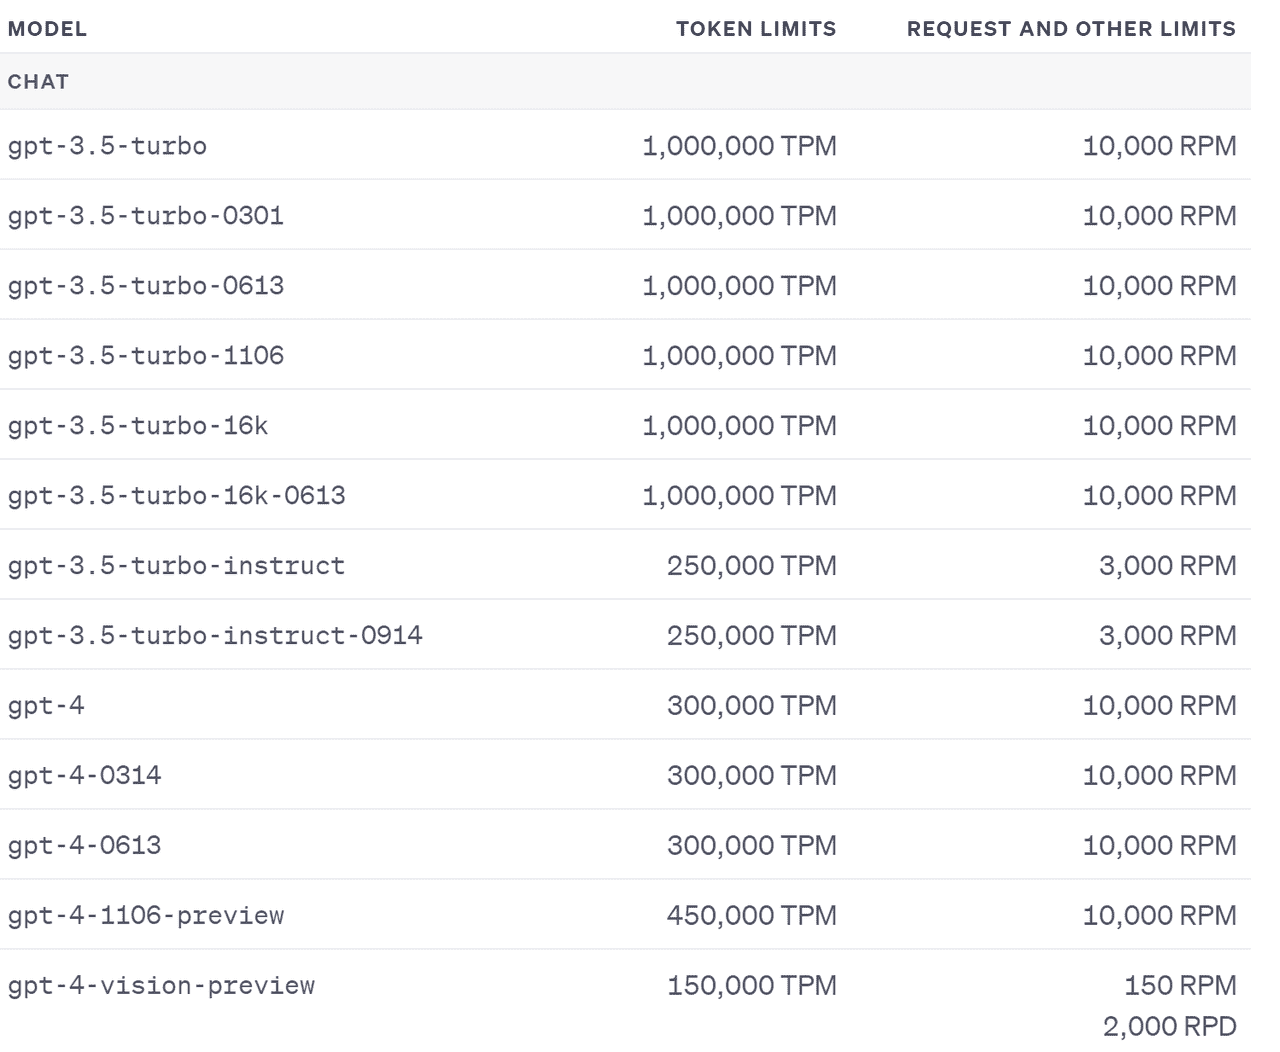 MODEL TOKEN LIMITS REQUEST AND OTHER LIMITS
CHAT
gpt-3.5-turbo 1,000,000 TPM 10,000 RPM
gpt-3.5-turbo-0301 1,000,000 TPM 10,000 RPM
gpt-3.5-turbo-0613 1,000,000 TPM 10,000 RPM
gpt-3.5-turbo-1106 1,000,000 TPM 10,000 RPM
gpt-3.5-turbo-16k 1,000,000 TPM 10,000 RPM
gpt-3.5-turbo-16k-0613 1,000,000 TPM 10,000 RPM
gpt-3.5-turbo-instruct 250,000 TPM 3,000 RPM
gpt-3.5-turbo-instruct-0914 250,000 TPM 3,000 RPM
gpt-4 300,000 TPM 10,000 RPM
gpt-4-0314 300,000 TPM 10,000 RPM
gpt-4-0613 300,000 TPM 10,000 RPM
gpt-4-1106-preview 450,000 TPM 10,000 RPM
gpt-4-vision-preview 150,000 TPM 150 RPM
2,000 RPD